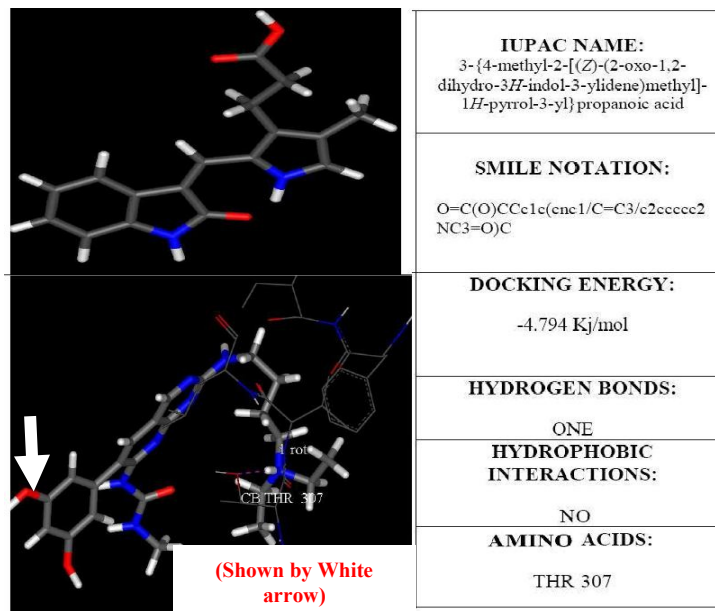 IUPAC NAME:
3-{4-methyl-2-[(Z)-(2-oxo-1,2-
dihydro-3H-indol-3-ylidene)methyl]-
1H-pyrrol-3-yl}propanoic acid
SMILE NOTATION:
O=C(O)CCc1c(cnc1/C=C3/c2ccccc2
NC3=O)C
DOCKING ENERGY:
-4.794 Kj/mol
HYDROGEN BONDS:
ONE
HYDROPHOBIC
INTERACTIONS:
NO
AMINO ACIDS:
THR 307
1 rot
CB THR 307
(Shown by White
arrow)